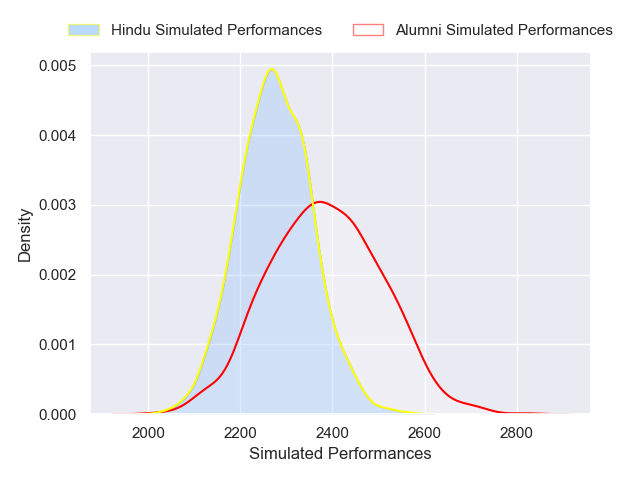 Hindu Simulated Performances Alumni Simulated Performances
0.005
0.004
0.003
0.002
0.001
0.000
Density
2000 2200 2400 2600 2800
Simulated Performances